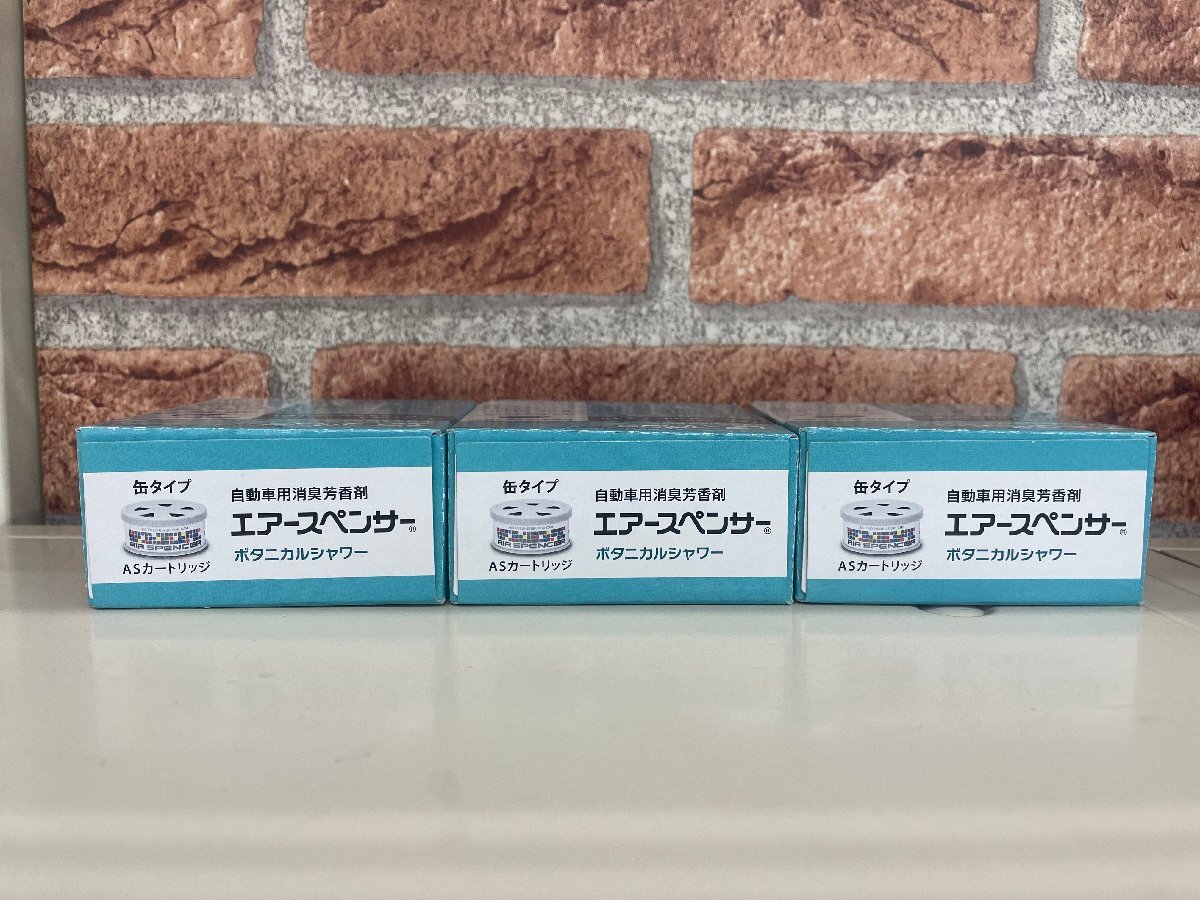 缶タイプ
AIR SPENCER
ASカートリッジ
自動車用消臭芳香剤
エアースペンサー®
ボタニカルシャワー
缶タイプ
AIR SPENCER
ASカートリッジ
自動車用消臭芳香剤
エアースペンサー®
ボタニカルシャワー
缶タイプ
AIR SPENCER
ASカートリッジ
自動車用消臭芳香剤
エアースペンサー®
ボタニカルシャワー